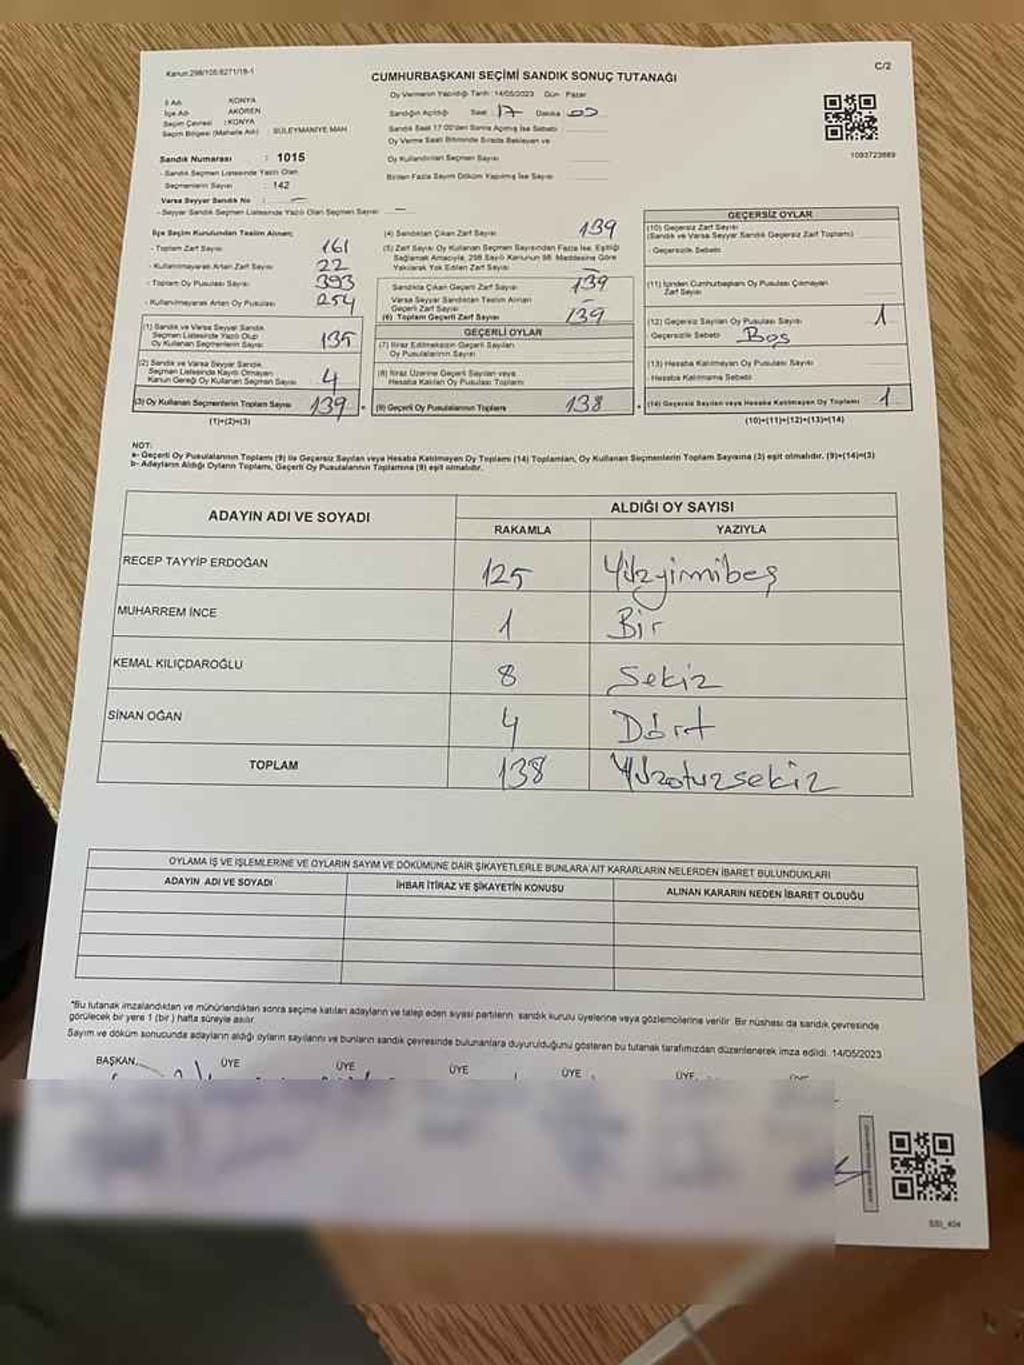 Kanun:298/105;6271/19-1
C/2
CUMHURBAŞKANI SEÇİMİ SANDIK SONUÇ TUTANAĞI
İl Adı KONYA
İlçe Adı AKÖREN
Seçim Çevresi : KONYA
Seçim Bölgesi (Mahalle Adı) SÜLEYMANİYE MAH
Sandık Numarası : 1015
- Sandık Seçmen Listesinde Yazılı Olan
Seçmenlerin Sayısı : 142
Varsa Seyyar Sandık No : —
- Seyyar Sandık Seçmen Listesinde Yazılı Olan Seçmen Sayısı —
Oy Vermenin Yapıldığı Tarih :14/05/2023 Gün Pazar
Sandığın Açıldığı Saat : 17 Dakika
Sandık Saat 17.00'den Sonra Açılmış İse Sebebi
Oy Verme Saati Bitiminde Sırada Bekleyen ve
Oy Kullandırılan Seçmen Sayısı
Birden Fazla Sayım Döküm Yapılmış İse Sayısı
1093723889
İlçe Seçim Kurulundan Teslim Alınan;
- Toplam Zarf Sayısı 161
- Kullanılmayarak Artan Zarf Sayısı 22
- Toplam Oy Pusulası Sayısı 393
- Kullanılmayarak Artan Oy Pusulası 254
(1) Sandık ve Varsa Seyyar Sandık
Seçmen Listesinde Yazılı Olup
Oy Kullanan Seçmenlerin Sayısı 135
(2) Sandık ve Varsa Seyyar Sandık
Seçmen Listesinde Kayıtlı Olmayan
Kanun Gereği Oy Kullanan Seçmen Sayısı 4
(3) Oy Kullanan Seçmenlerin Toplam Sayısı 139
(1)+(2)=(3)
(4) Sandıktan Çıkan Zarf Sayısı 139
(5) Zarf Sayısı Oy Kullanan Seçmen Sayısından Fazla İse, Eşitliği
Sağlamak Amacıyla, 298 Sayılı Kanunun 98. Maddesine Göre
Yakılarak Yok Edilen Zarf Sayısı —
Sandıkta Çıkan Geçerli Zarf Sayısı 139
Varsa Seyyar Sandıktan Teslim Alınan
Geçerli Zarf Sayısı —
(6) Toplam Geçerli Zarf Sayısı 139
GEÇERLİ OYLAR
(7) İtiraz Edilmeksizin Geçerli Sayılan
Oy Pusulalarının Sayısı
(8) İtiraz Üzerine Geçerli Sayılan veya
Hesaba Katılan Oy Pusulası Toplamı
(9) Geçerli Oy Pusulalarının Toplamı 138
GEÇERSİZ OYLAR
(10) Geçersiz Zarf Sayısı
(Sandık ve Varsa Seyyar Sandık Geçersiz Zarf Toplamı)
- Geçersizlik Sebebi
(11) İçinden Cumhurbaşkanı Oy Pusulası Çıkmayan
Zarf Sayısı
(12) Geçersiz Sayılan Oy Pusulası Sayısı 1
Geçersizlik Sebebi Boş
(13) Hesaba Katılmayan Oy Pusulası Sayısı
- Hesaba Katılmama Sebebi
(14) Geçersiz Sayılan veya Hesaba Katılmayan Oy Toplamı 1
(10)+(11)+(12)+(13)=(14)
NOT:
a- Geçerli Oy Pusulalarının Toplamı (9) ile Geçersiz Sayılan veya Hesaba Katılmayan Oy Toplamı (14) Toplamları, Oy Kullanan Seçmenlerin Toplam Sayısına (3) eşit olmalıdır. (9)+(14)=(3)
b- Adayların Aldığı Oyların Toplamı, Geçerli Oy Pusulalarının Toplamına (9) eşit olmalıdır.
ADAYIN ADI VE SOYADI ALDIĞI OY SAYISI
RAKAMLA YAZIYLA
RECEP TAYYİP ERDOĞAN 125 Yüzyirmibeş
MUHARREM İNCE 1 Bir
KEMAL KILIÇDAROĞLU 8 Sekiz
SİNAN OĞAN 4 Dört
TOPLAM 138 Yüzotuzsekiz
OYLAMA İŞ VE İŞLEMLERİNE VE OYLARIN SAYIM VE DÖKÜMÜNE DAİR ŞİKAYETLERLE BUNLARA AİT KARARLARIN NELERDEN İBARET BULUNDUKLARI
ADAYIN ADI VE SOYADI İHBAR İTİRAZ VE ŞİKAYETİN KONUSU ALINAN KARARIN NEDEN İBARET OLDUĞU
*Bu tutanak imzalandıktan ve mühürlendikten sonra seçime katılan adayların ve talep eden siyasi partilerin sandık kurulu üyelerine veya gözlemcilerine verilir. Bir nüshası da sandık çevresinde
görülecek bir yere 1 (bir) hafta süreyle asılır.
Sayım ve döküm sonucunda adayların aldığı oyların sayılarını ve bunların sandık çevresinde bulunanlara duyurulduğunu gösteren bu tutanak tarafımızdan düzenlenerek imza edildi. 14/05/2023
BAŞKAN ÜYE ÜYE ÜYE ÜYE ÜYE